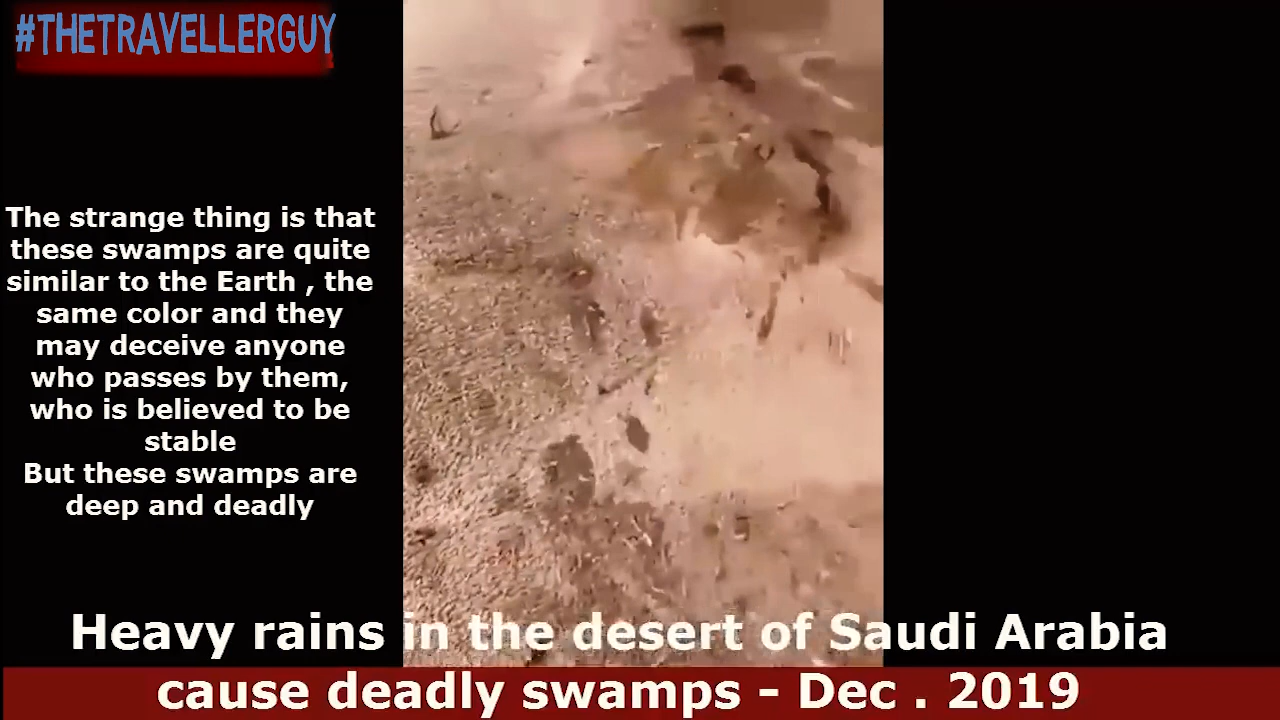 #THETRAVELLERGUY
The strange thing is that
these swamps are quite
similar to the Earth , the
same color and they
may deceive anyone
who passes by them,
who is believed to be
stable
But these swamps are
deep and deadly
Heavy rains in the desert of Saudi Arabia
cause deadly swamps - Dec . 2019